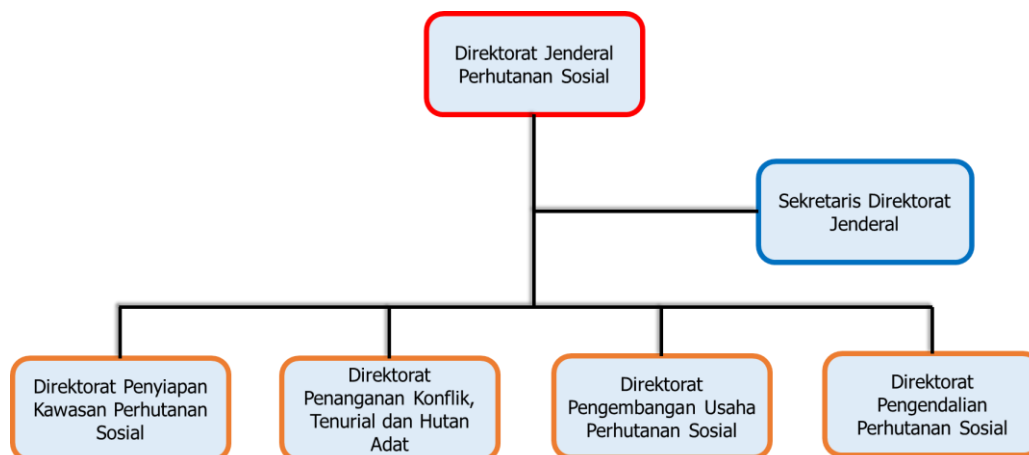 Direktorat Jenderal
Perhutanan Sosial
Sekretaris Direktorat
Jenderal
Direktorat Penyiapan
Kawasan Perhutanan
Sosial
Direktorat
Penanganan Konflik,
Tenurial dan Hutan
Adat
Direktorat
Pengembangan Usaha
Perhutanan Sosial
Direktorat
Pengendalian
Perhutanan Sosial